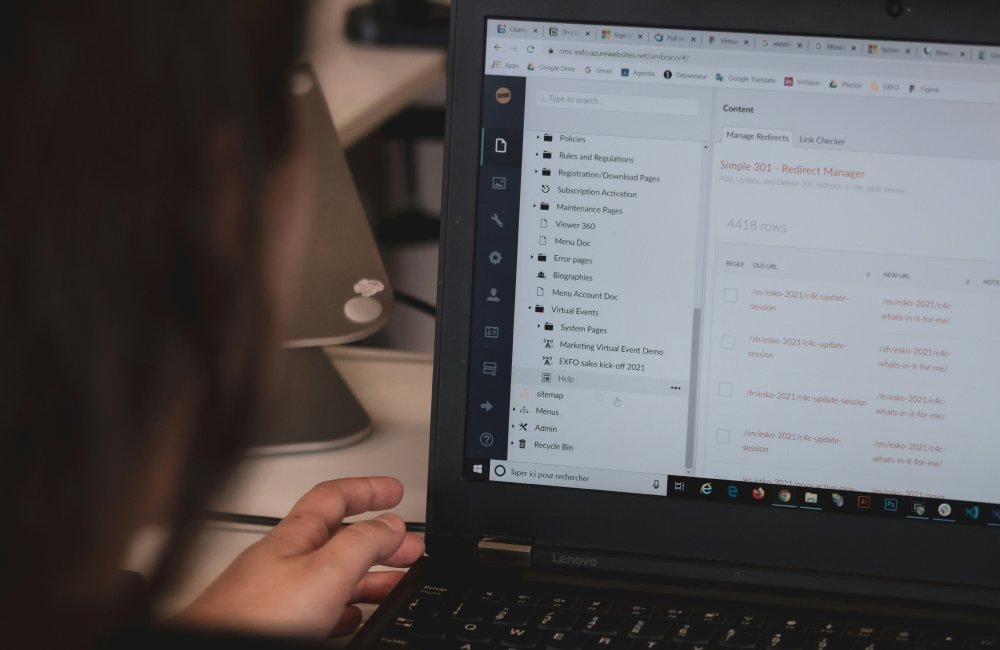 Chang
Sign i
Pull re
Virtua
windo
Mozil
System
Mon
cms-exfo.azurewebsites.net/umbraco/#/
Apps
Google Drive
Gmail
Agenda
Dépanneur
Google Translate
InVision
Photos
EXFO
Figma
Type to search...
Policies
Rules and Regulations
Registration/Download Pages
Subscription Activation
Maintenance Pages
Viewer 360
Menu Doc
Error pages
Biographies
Menu Account Doc
Virtual Events
System Pages
Marketing Virtual Event Demo
EXFO sales kick-off 2021
Help
sitemap
Menus
Admin
Recycle Bin
Content
Manage Redirects
Link Checker
Simple 301 - Redirect Manager
Add, Update, and Delete 301 redirects in the table below.
4418 rows
REGEX OLD URL NEW URL NOTE
/es/esko-2021/c4c-update-
session
/es/esko-2021/c4c-
whats-in-it-for-me/
/zh/esko-2021/c4c-update-
session
/zh/esko-2021/c4c-
whats-in-it-for-me/
/fr/esko-2021/c4c-update-session
/fr/esko-2021/c4c-
whats-in-it-for-me/
/en/esko-2021/c4c-update-
session
/en/esko-2021/c4c-
whats-in-it-for-me/
Taper ici pour rechercher
Ai
Ps
Lenovo
Q W E R T Y